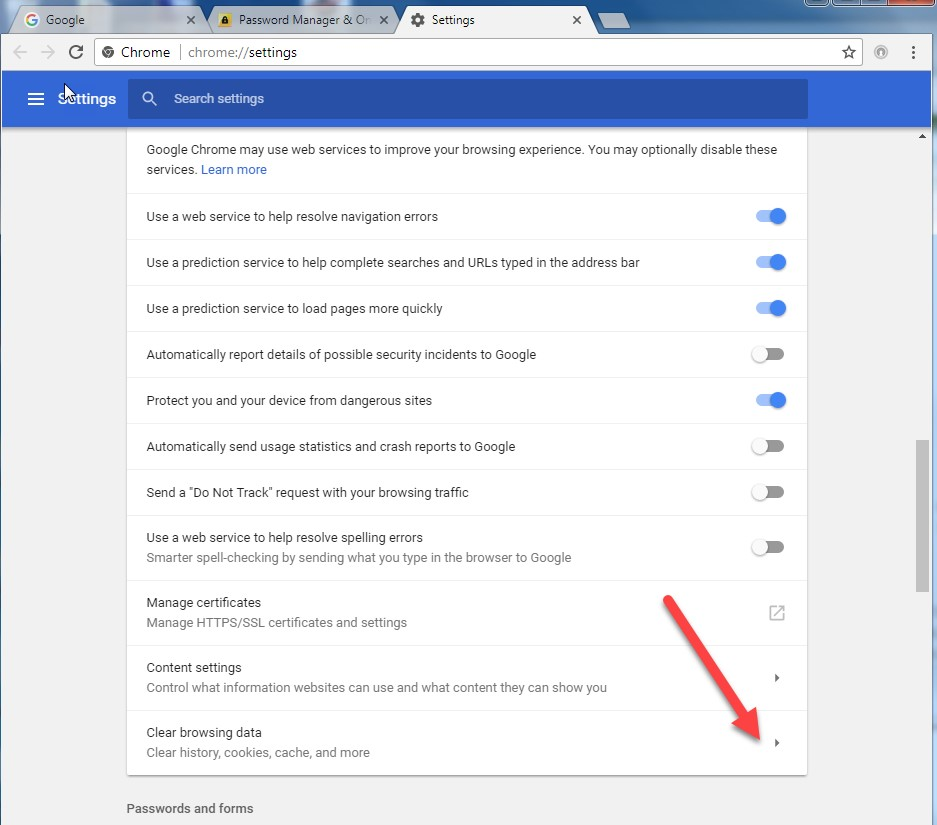 Google
Password Manager & On
Settings
Chrome chrome://settings
Settings
Search settings
Google Chrome may use web services to improve your browsing experience. You may optionally disable these
services. Learn more
Use a web service to help resolve navigation errors
Use a prediction service to help complete searches and URLs typed in the address bar
Use a prediction service to load pages more quickly
Automatically report details of possible security incidents to Google
Protect you and your device from dangerous sites
Automatically send usage statistics and crash reports to Google
Send a "Do Not Track" request with your browsing traffic
Use a web service to help resolve spelling errors
Smarter spell-checking by sending what you type in the browser to Google
Manage certificates
Manage HTTPS/SSL certificates and settings
Content settings
Control what information websites can use and what content they can show you
Clear browsing data
Clear history, cookies, cache, and more
Passwords and forms